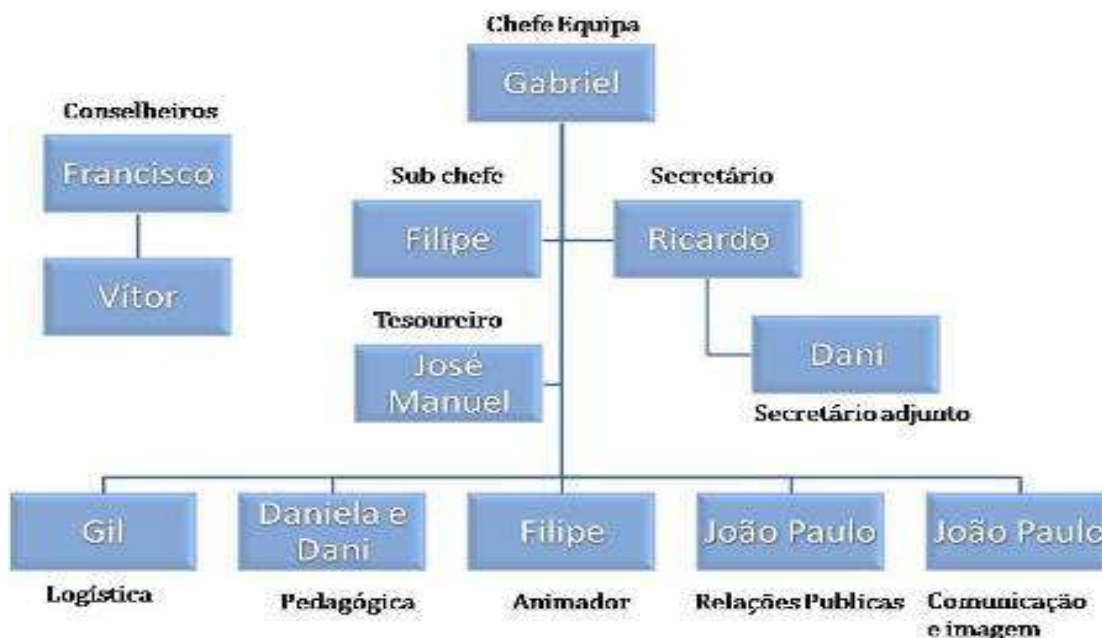 Chefe Equipa
Gabriel
Conselheiros
Francisco
Vítor
Sub chefe
Filipe
Secretário
Ricardo
Tesoureiro
José
Manuel
Dani
Secretário adjunto
Gil
Logística
Daniela e
Dani
Pedagógica
Filipe
Animador
João Paulo
Relações Publicas
João Paulo
Comunicação
e imagem